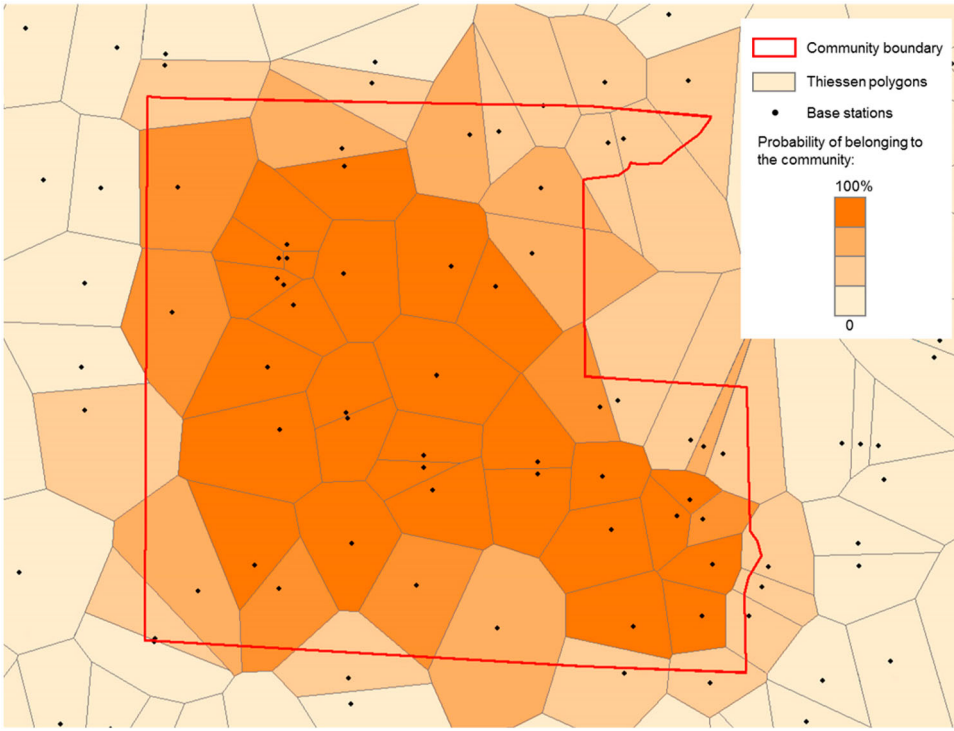 Community boundary
Thiessen polygons
Base stations
Probability of belonging to
the community:
100%
0